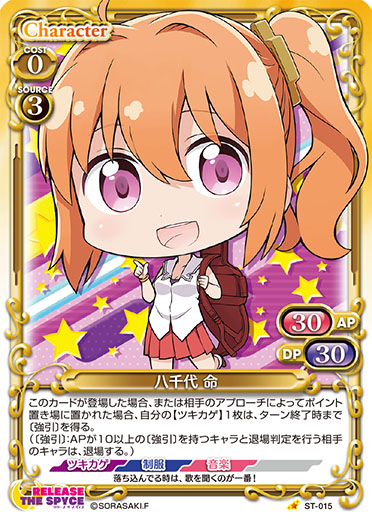 Character
COST
0
SOURCE
3
30 AP
DP 30
八千代 命
このカードが登場した場合、または相手のアプローチによってポイント
置き場に置かれた場合、自分の【ツキカゲ】1枚は、ターン終了時まで
〔強引〕を得る。
(〔強引〕:APが10以上の〔強引〕を持つキャラと退場判定を行う相手
のキャラは、退場する。)
ツキカゲ 制服 音楽
落ち込んでる時は、歌を聞くのが一番!
RELEASE
THE SPYCE
©SORASAKI.F
ST-015